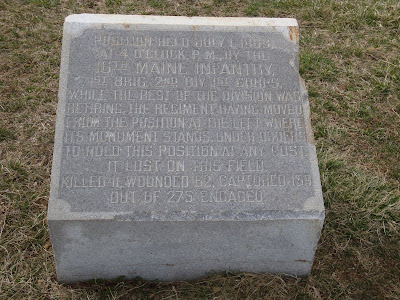 POSITION HELD JULY 1, 1863,
AT 4 O'CLOCK P.M. BY THE
16TH MAINE INFANTRY,
1ST BRIG. 2ND DIV. 1ST CORPS,
WHILE THE REST OF THE DIVISION WAS
RETIRING, THE REGIMENT HAVING MOVED
FROM THE POSITION AT THE LEFT WHERE
ITS MONUMENT STANDS, UNDER ORDERS
TO HOLD THIS POSITION AT ANY COST.
IT LOST ON THIS FIELD
KILLED 11, WOUNDED 62, CAPTURED 159
OUT OF 275 ENGAGED.